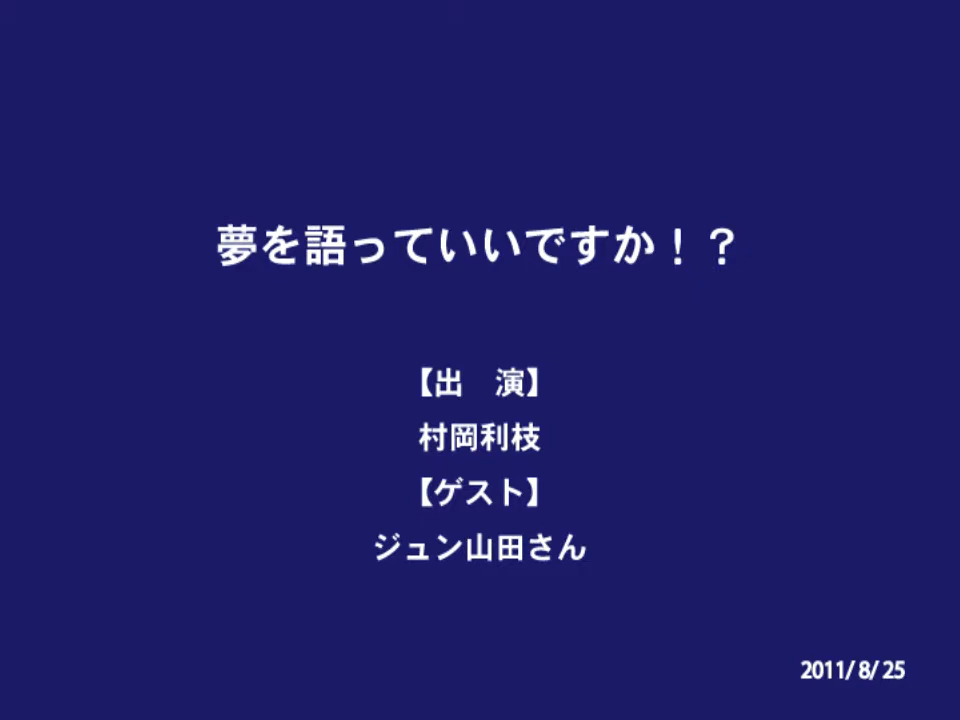 夢を語っていいですか！？
【出　演】
村岡利枝
【ゲスト】
ジュン山田さん
2011/8/25